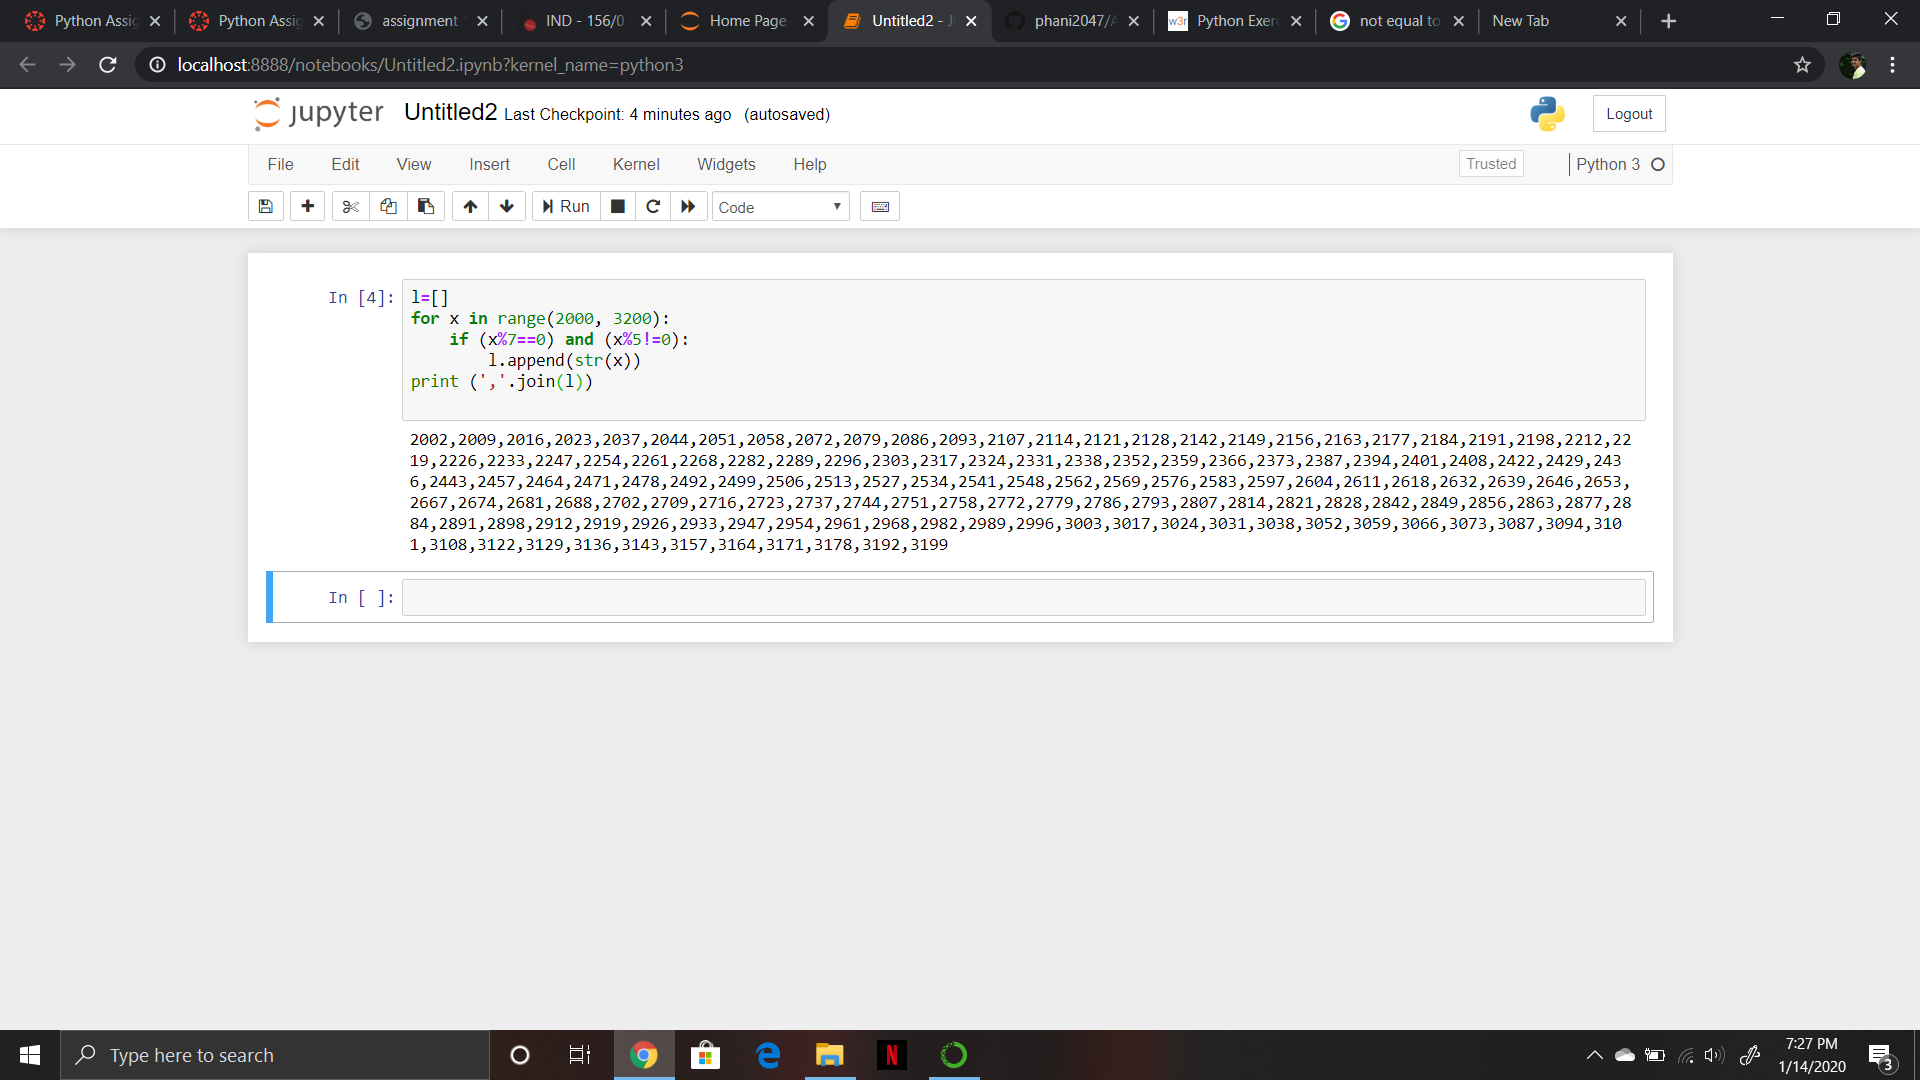 Python Assig
Python Assig
assignment
IND - 156/0
Home Page
Untitled2 - J
phani2047/A
w3r Python Exerc
not equal to
New Tab
localhost:8888/notebooks/Untitled2.ipynb?kernel_name=python3
jupyter Untitled2 Last Checkpoint: 4 minutes ago (autosaved)
Logout
File Edit View Insert Cell Kernel Widgets Help
Trusted Python 3
Run Code
In [4]: l=[]
for x in range(2000, 3200):
    if (x%7==0) and (x%5!=0):
        l.append(str(x))
print (','.join(l))
2002,2009,2016,2023,2037,2044,2051,2058,2072,2079,2086,2093,2107,2114,2121,2128,2142,2149,2156,2163,2177,2184,2191,2198,2212,22
19,2226,2233,2247,2254,2261,2268,2282,2289,2296,2303,2317,2324,2331,2338,2352,2359,2366,2373,2387,2394,2401,2408,2422,2429,243
6,2443,2457,2464,2471,2478,2492,2499,2506,2513,2527,2534,2541,2548,2562,2569,2576,2583,2597,2604,2611,2618,2632,2639,2646,2653,
2667,2674,2681,2688,2702,2709,2716,2723,2737,2744,2751,2758,2772,2779,2786,2793,2807,2814,2821,2828,2842,2849,2856,2863,2877,28
84,2891,2898,2912,2919,2926,2933,2947,2954,2961,2968,2982,2989,2996,3003,3017,3024,3031,3038,3052,3059,3066,3073,3087,3094,310
1,3108,3122,3129,3136,3143,3157,3164,3171,3178,3192,3199
In [ ]:
Type here to search
N
7:27 PM
1/14/2020
3